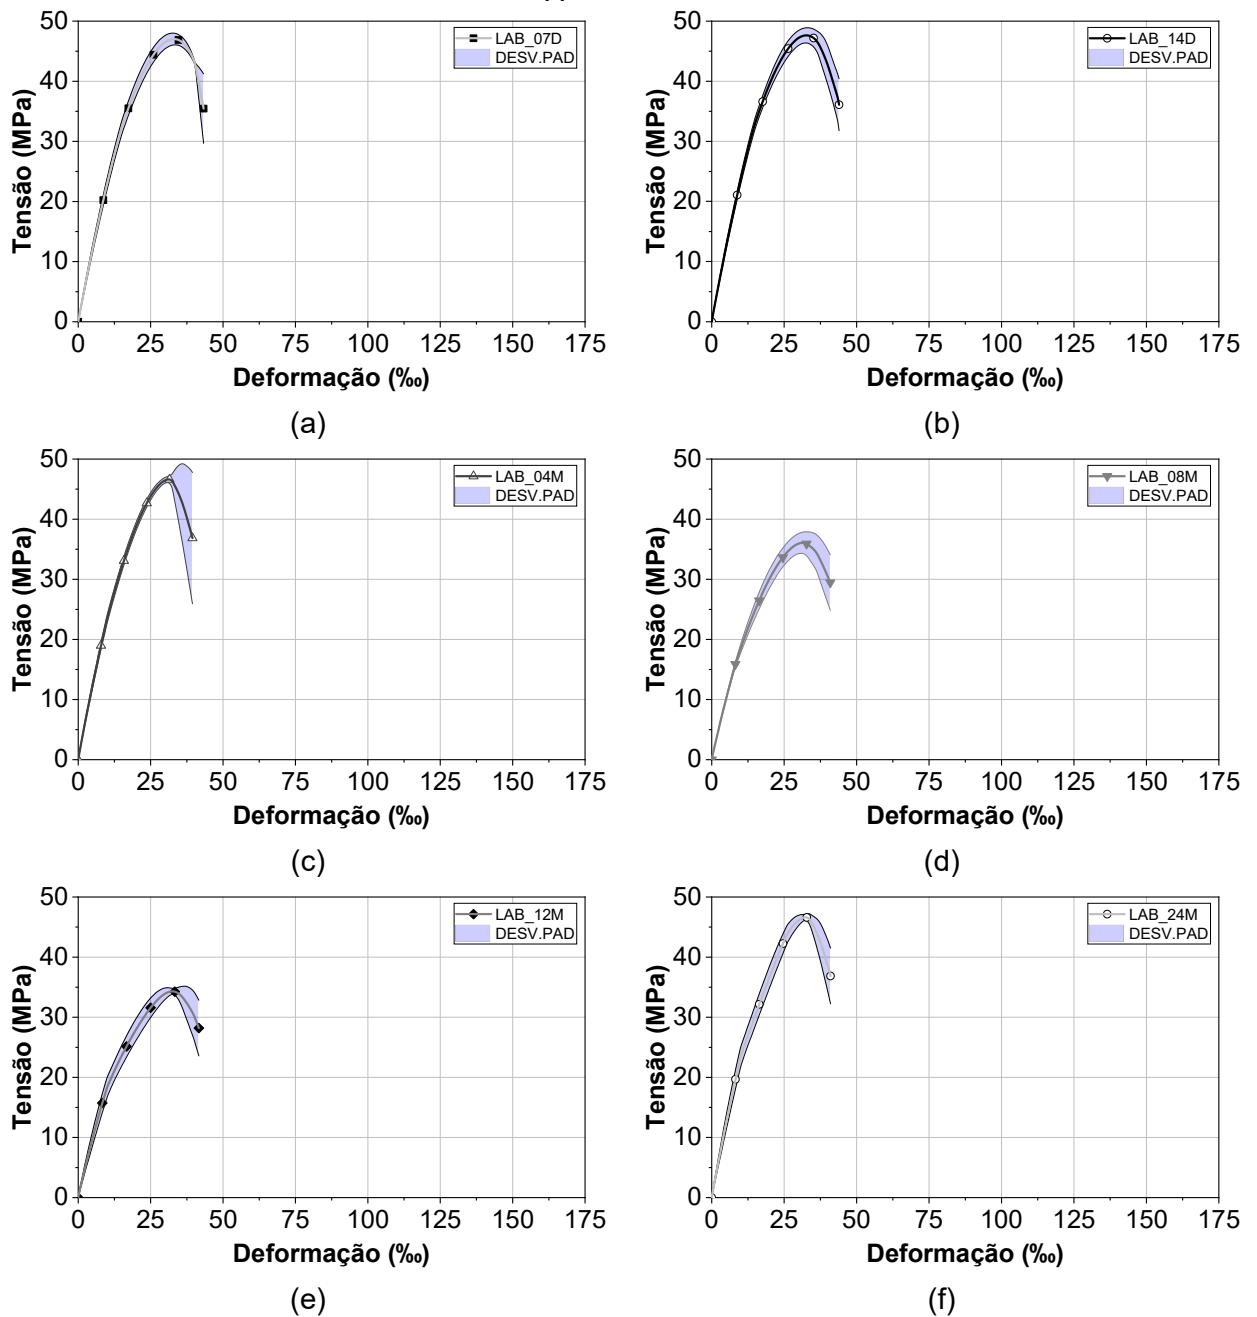 50
40
30
20
10
0
Tensão (MPa)
LAB_07D
DESV.PAD
0 25 50 75 100 125 150 175
Deformação (‰)
(a)
50
40
30
20
10
0
Tensão (MPa)
LAB_14D
DESV.PAD
0 25 50 75 100 125 150 175
Deformação (‰)
(b)
50
40
30
20
10
0
Tensão (MPa)
LAB_04M
DESV.PAD
0 25 50 75 100 125 150 175
Deformação (‰)
(c)
50
40
30
20
10
0
Tensão (MPa)
LAB_08M
DESV.PAD
0 25 50 75 100 125 150 175
Deformação (‰)
(d)
50
40
30
20
10
0
Tensão (MPa)
LAB_12M
DESV.PAD
0 25 50 75 100 125 150 175
Deformação (‰)
(e)
50
40
30
20
10
0
Tensão (MPa)
LAB_24M
DESV.PAD
0 25 50 75 100 125 150 175
Deformação (‰)
(f)